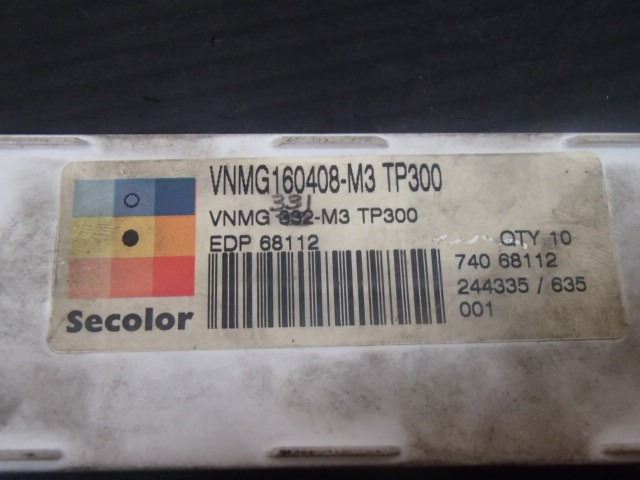 VNMG160408-M3 TP300
331
VNMG 332-M3 TP300
EDP 68112
QTY 10
740 68112
244335 / 635
001
Secolor